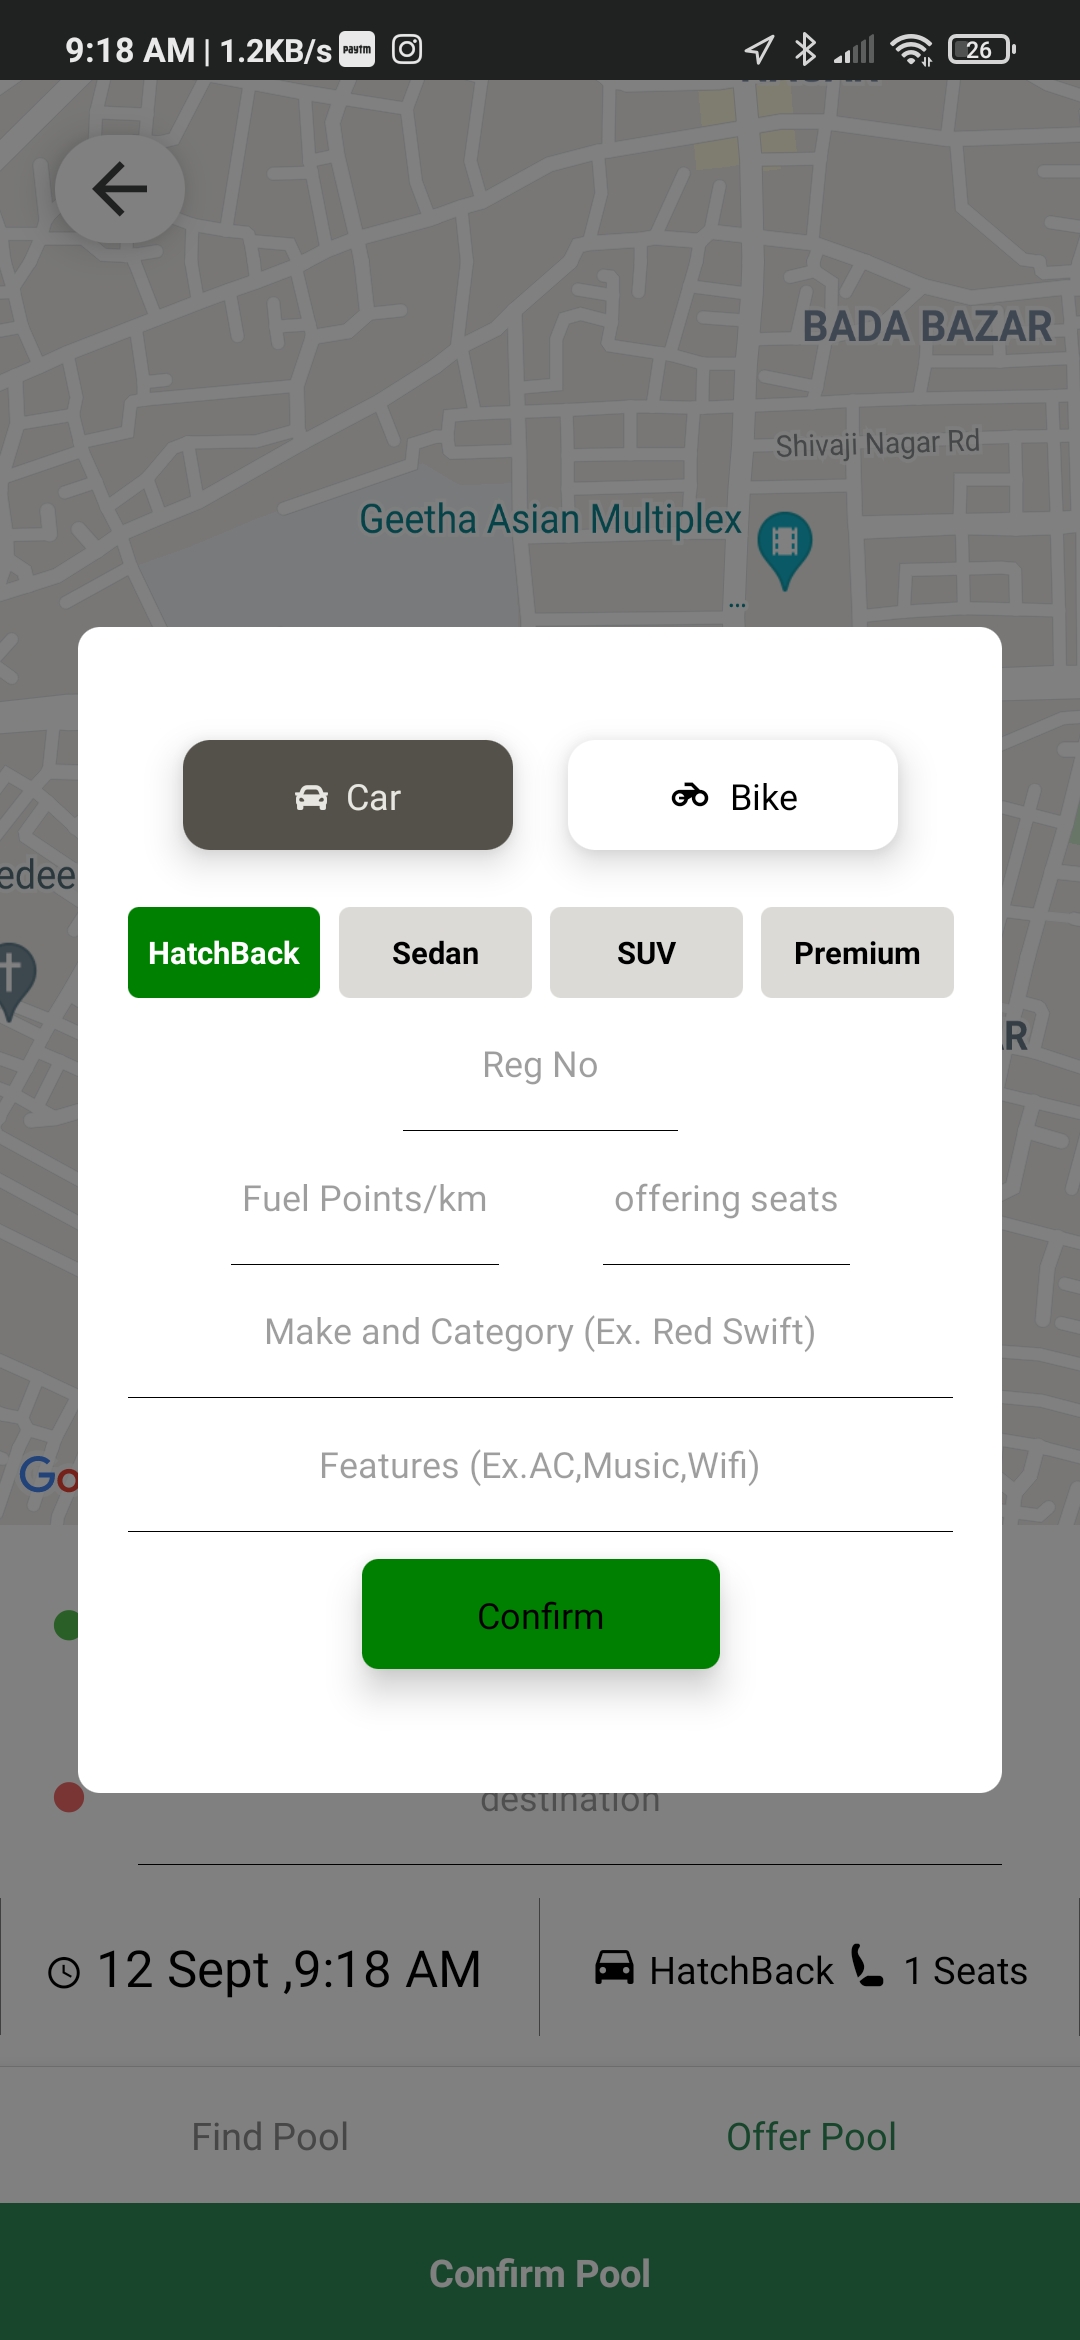 9:18 AM | 1.2KB/s paytm 26
BADA BAZAR
Shivaji Nagar Rd
Geetha Asian Multiplex
...
Car Bike
edee
HatchBack Sedan SUV Premium
AR
Reg No
Fuel Points/km offering seats
Make and Category (Ex. Red Swift)
Features (Ex.AC,Music,Wifi)
Go
Confirm
destination
12 Sept ,9:18 AM HatchBack 1 Seats
Find Pool Offer Pool
Confirm Pool